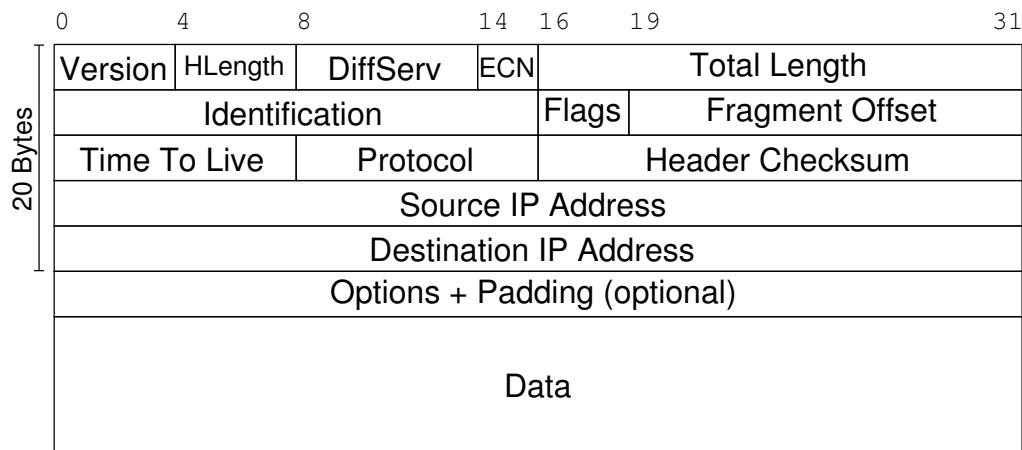 0 4 8 14 16 19 31
Version HLength DiffServ ECN Total Length
Identification Flags Fragment Offset
Time To Live Protocol Header Checksum
Source IP Address
Destination IP Address
Options + Padding (optional)
Data
20 Bytes